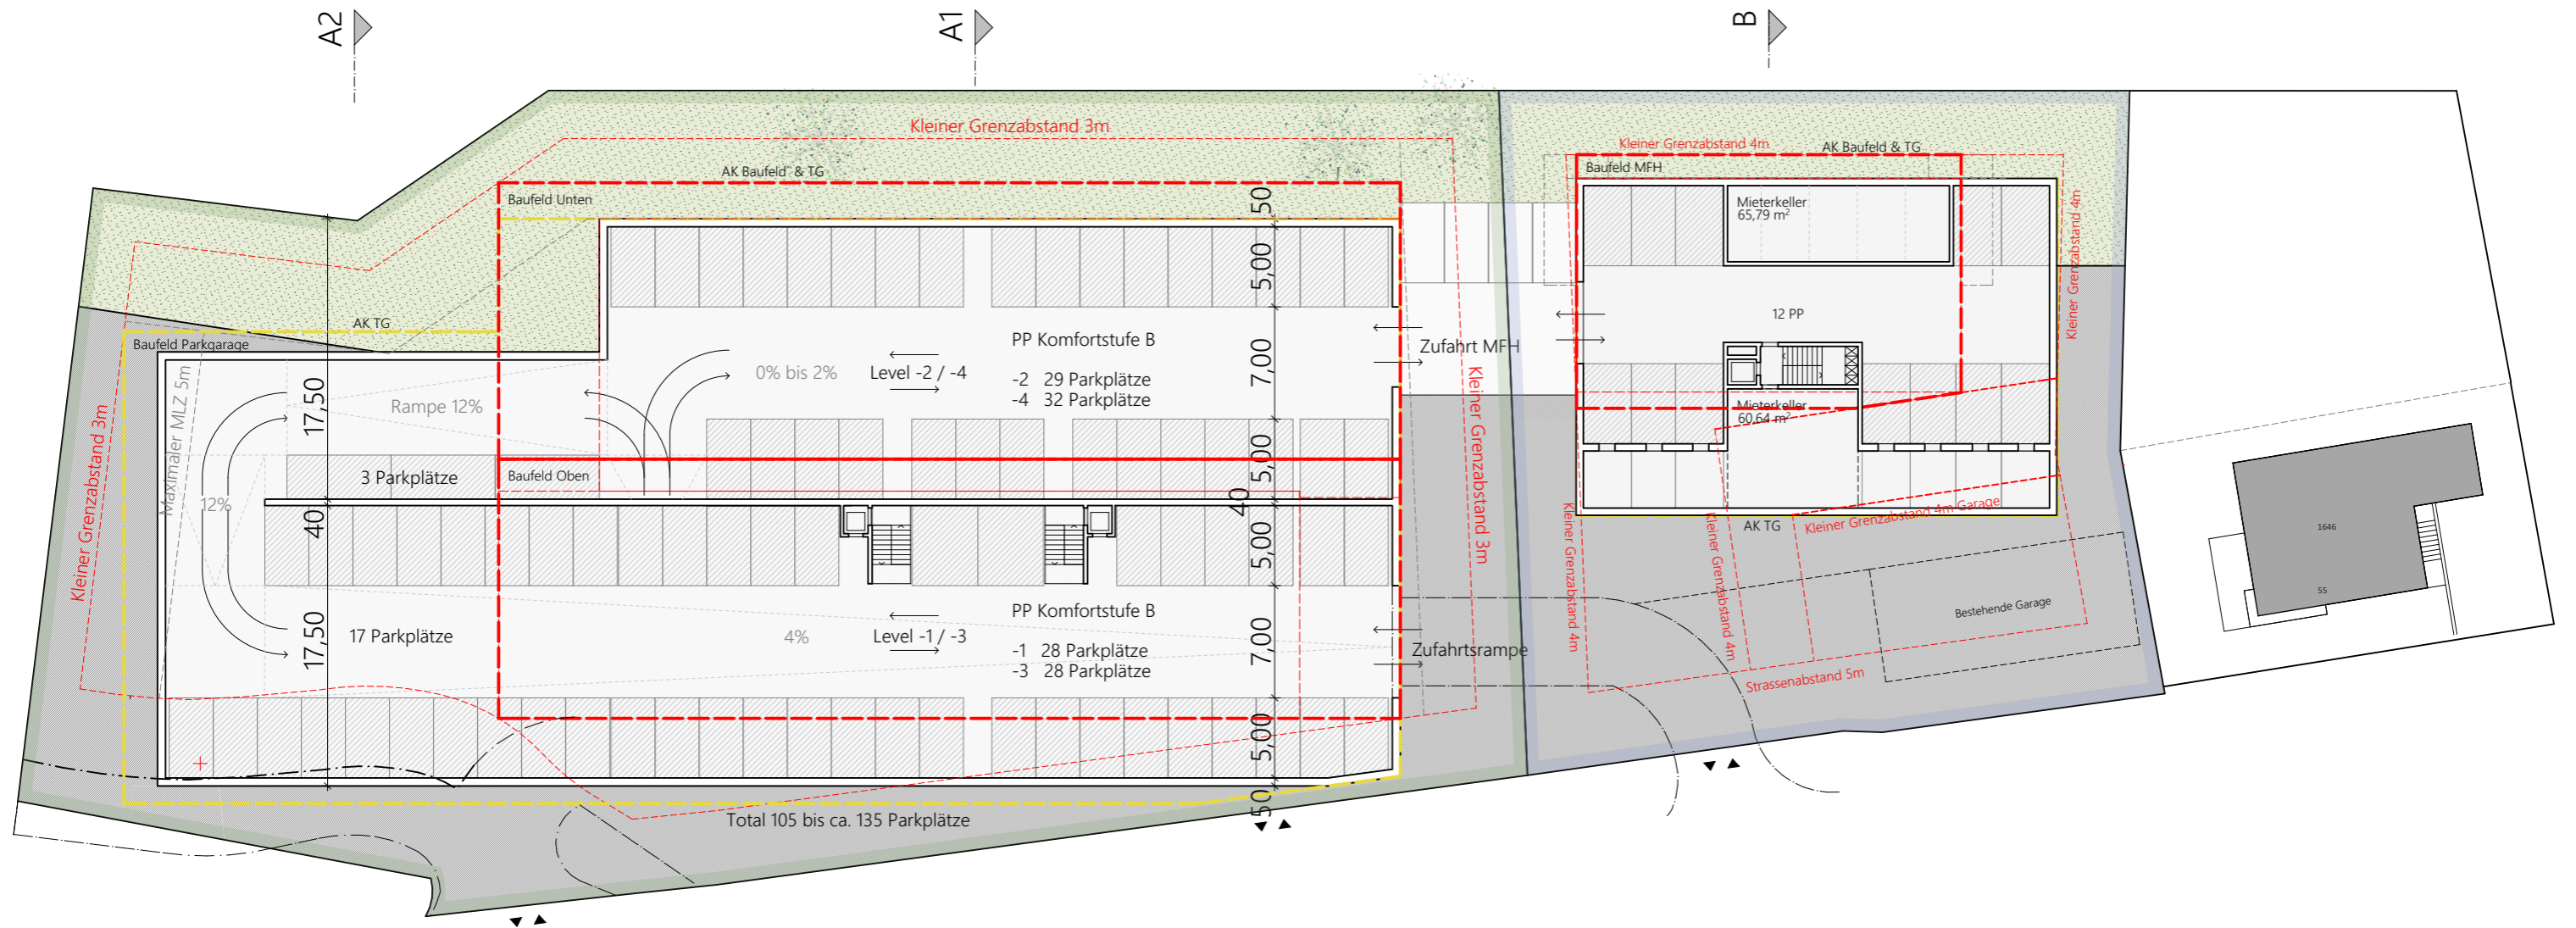 A2
A1
B
Kleiner Grenzabstand 3m
AK Baufeld & TG
Baufeld Unten
Kleiner Grenzabstand 4m
AK Baufeld & TG
Baufeld MFH
Mieterkeller
65,79 m²
Kleiner Grenzabstand 4m
Kleiner Grenzabstand 4m
50
5,00
7,00
5,00
40
5,00
7,00
5,00
50
AK TG
Baufeld Parkgarage
Maximaler MLZ 5m
Kleiner Grenzabstand 3m
17,50
40
17,50
Rampe 12%
12%
3 Parkplätze
17 Parkplätze
0% bis 2%
Level -2 / -4
PP Komfortstufe B
-2 29 Parkplätze
-4 32 Parkplätze
Zufahrt MFH
Kleiner Grenzabstand 3m
Baufeld Oben
4%
Level -1 / -3
PP Komfortstufe B
-1 28 Parkplätze
-3 28 Parkplätze
Zufahrtsrampe
Total 105 bis ca. 135 Parkplätze
12 PP
Mieterkeller
60,64 m²
AK TG
Kleiner Grenzabstand 4m Garage
Kleiner Grenzabstand 4m
Kleiner Grenzabstand 4m
Strassenabstand 5m
Bestehende Garage
1646
55